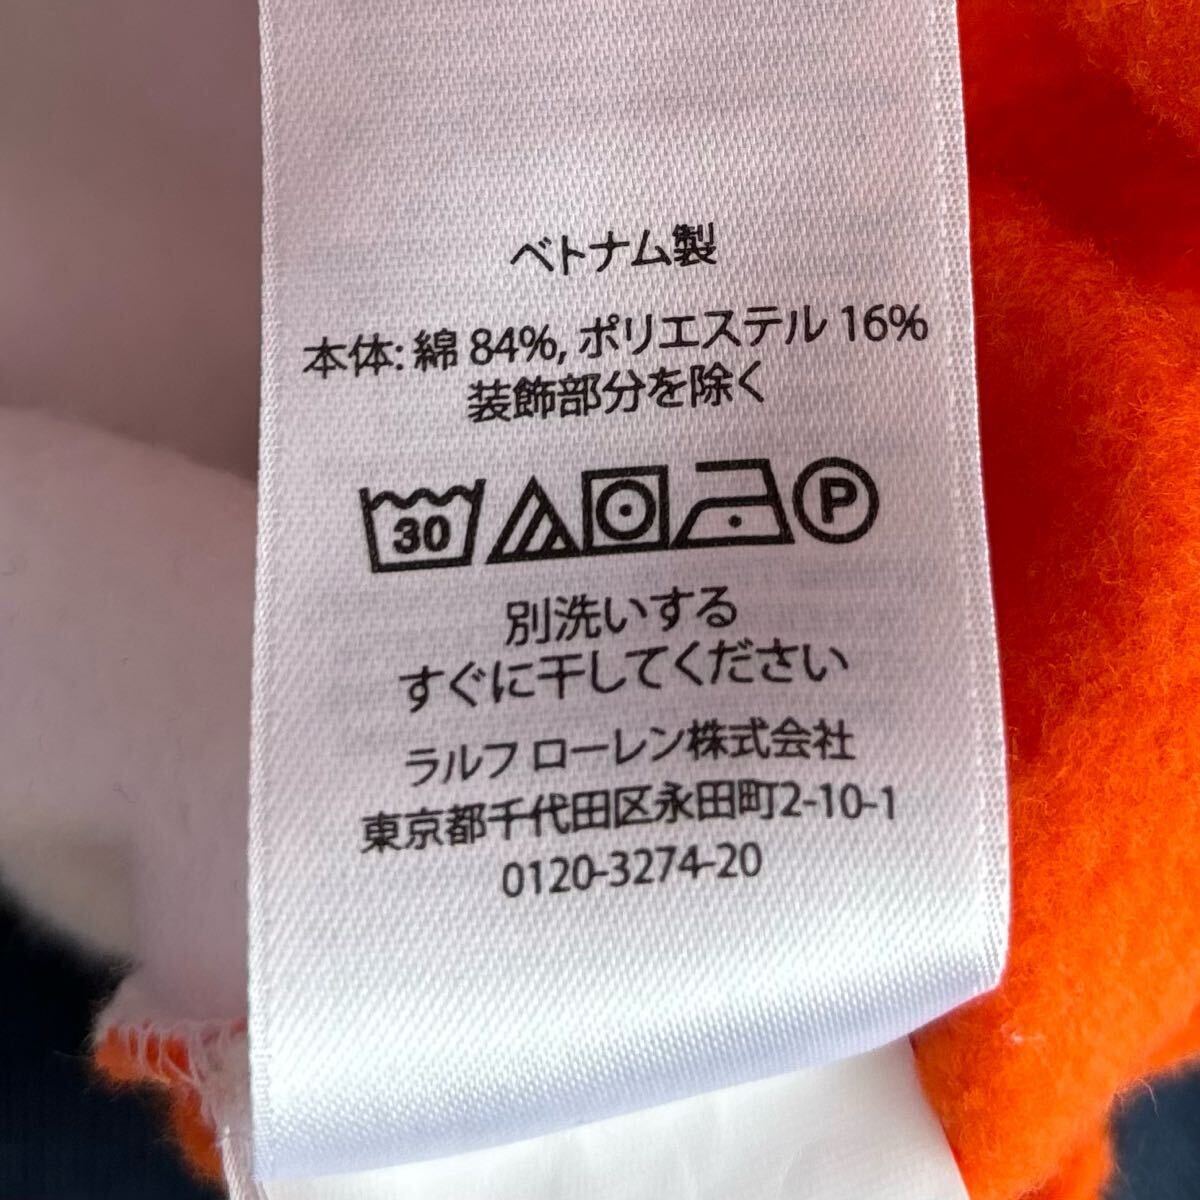 ベトナム製
本体: 綿 84%, ポリエステル 16%
装飾部分を除く
30 P
別洗いする
すぐに干してください
ラルフ ローレン株式会社
東京都千代田区永田町2-10-1
0120-3274-20